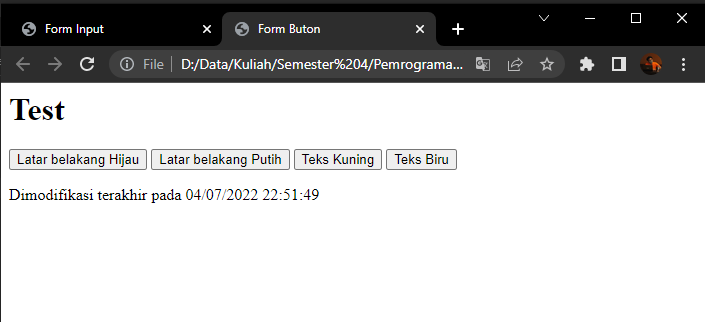 Form Input
Form Buton
File
D:/Data/Kuliah/Semester%204/Pemrograma...
Test
Latar belakang Hijau
Latar belakang Putih
Teks Kuning
Teks Biru
Dimodifikasi terakhir pada 04/07/2022 22:51:49